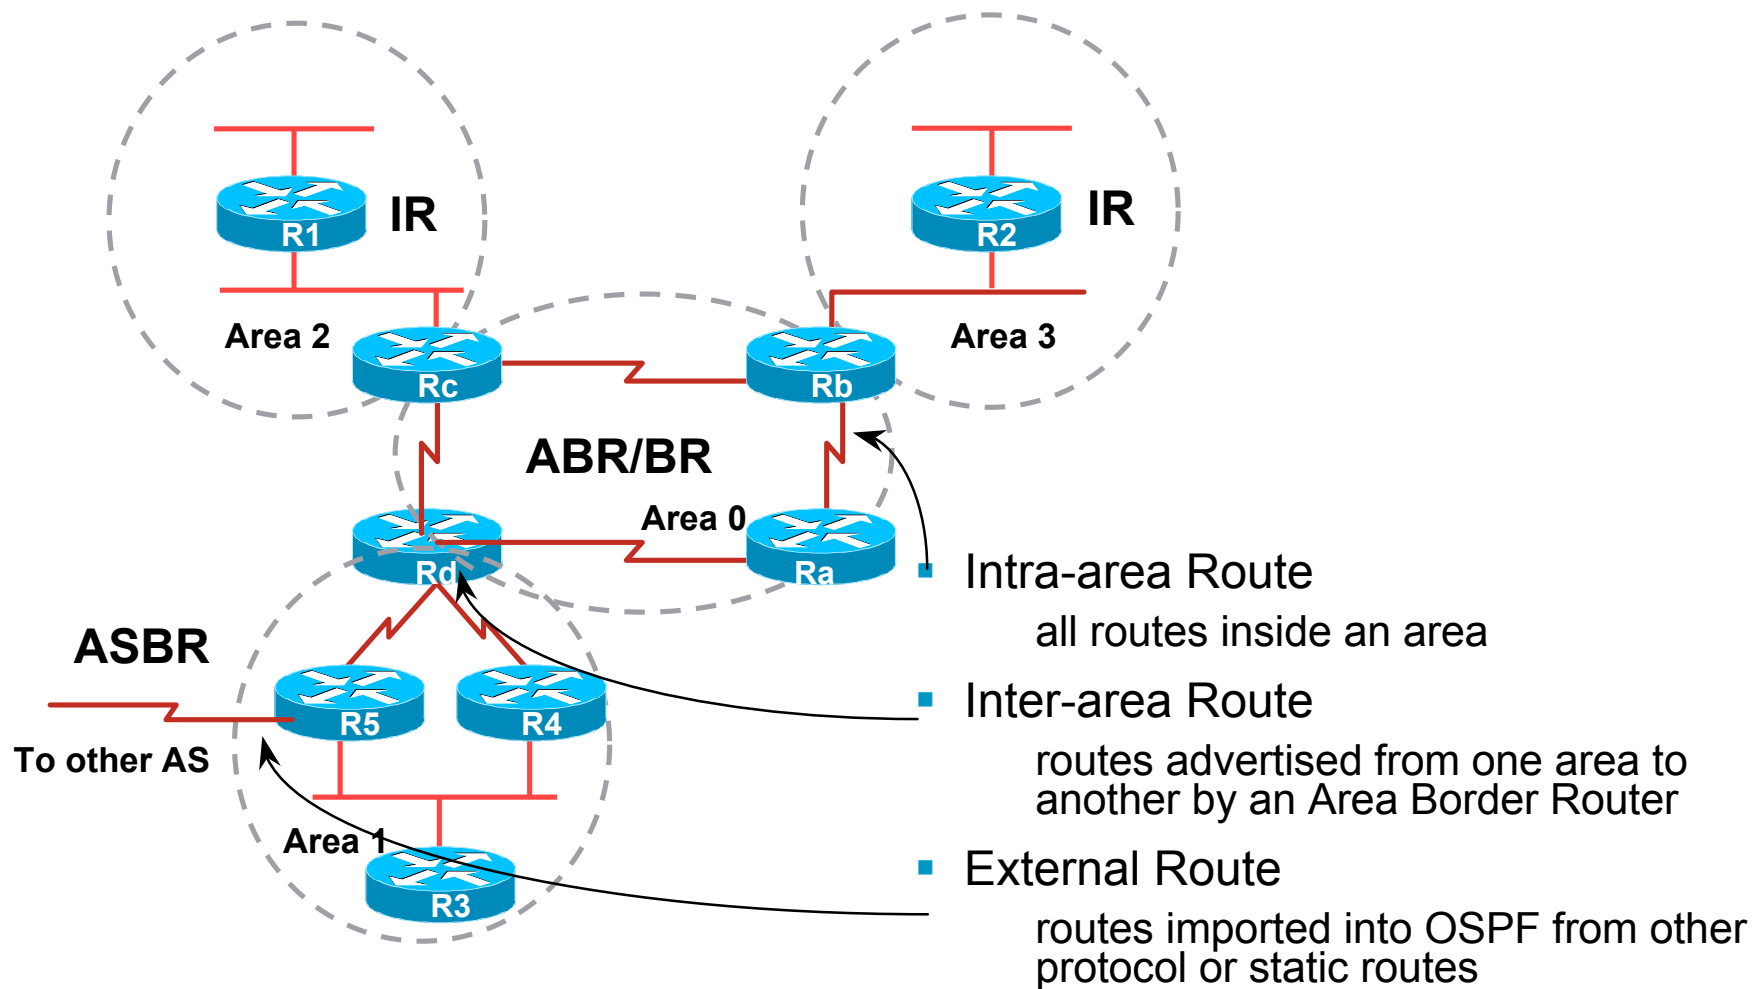 R1
IR
R2
IR
Area 2
Area 3
Rc
Rb
ABR/BR
Area 0
Rd
Ra
Intra-area Route
all routes inside an area
ASBR
R5
R4
Inter-area Route
To other AS
routes advertised from one area to
another by an Area Border Router
Area 1
R3
External Route
routes imported into OSPF from other
protocol or static routes